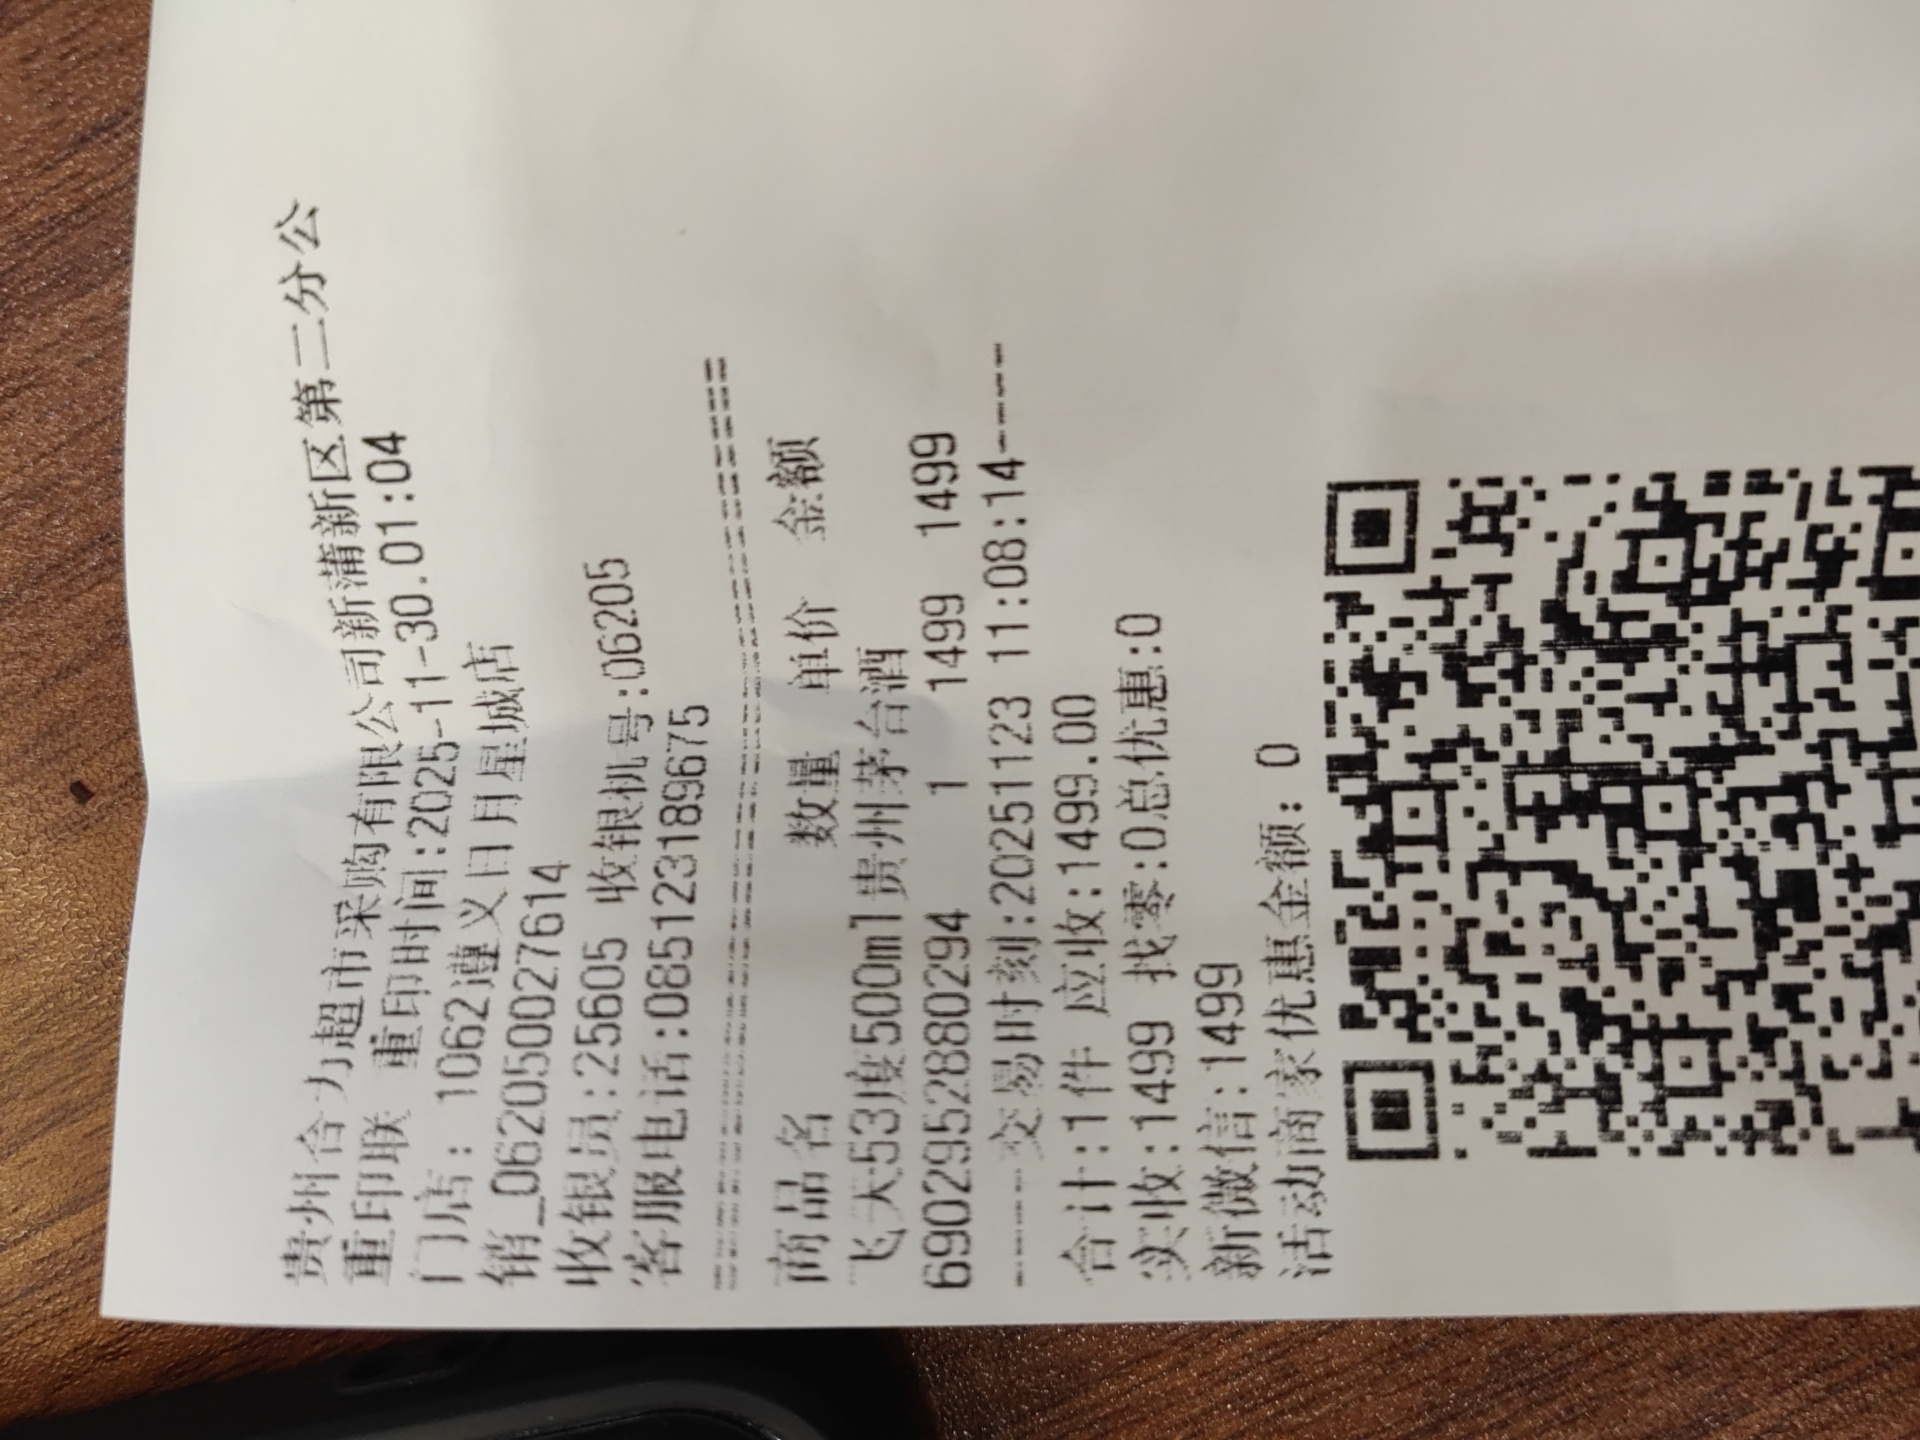 贵州合力超市采购有限公司新蒲新区第二分公
重印联 重印时间:2025-11-30.01:04
门店: 1062遵义日月星城店
销_062050027614
收银员:25605 收银机号:06205
客服电话:085123189675
================================
商品名 数量 单价 金额
飞天53度500ml贵州茅台酒
6902952880294 1 1499 1499
-----交易时刻:20251123 11:08:14-----
合计:1件 应收:1499.00
实收:1499 找零:0总优惠:0
新微信:1499
活动商家优惠金额: 0